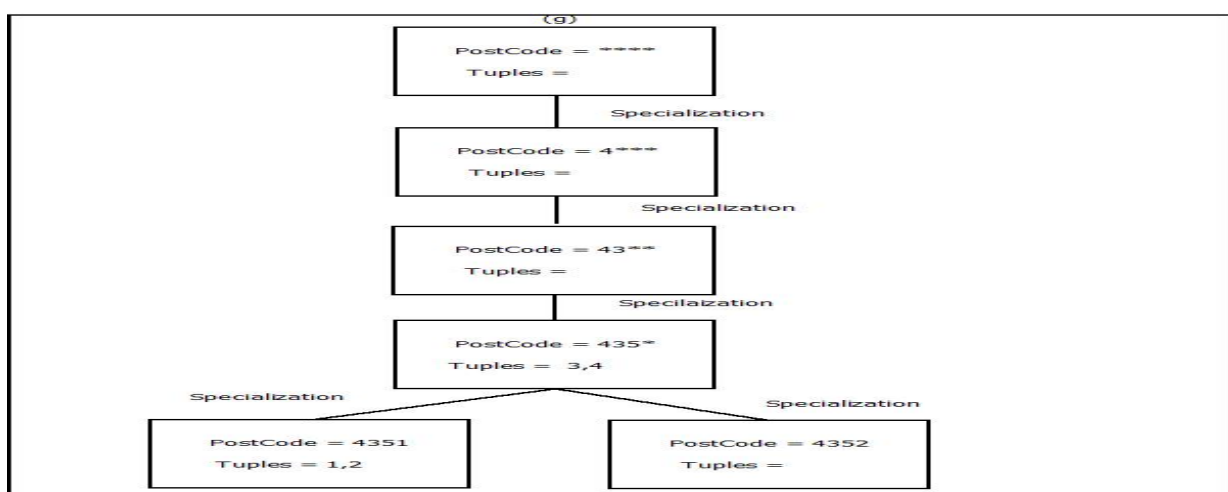 (g)
PostCode = ****
Tuples =
Specialization
PostCode = 4***
Tuples =
Specialization
PostCode = 43**
Tuples =
Specilaization
PostCode = 435*
Tuples = 3,4
Specialization
Specialization
PostCode = 4351
Tuples = 1,2
PostCode = 4352
Tuples =